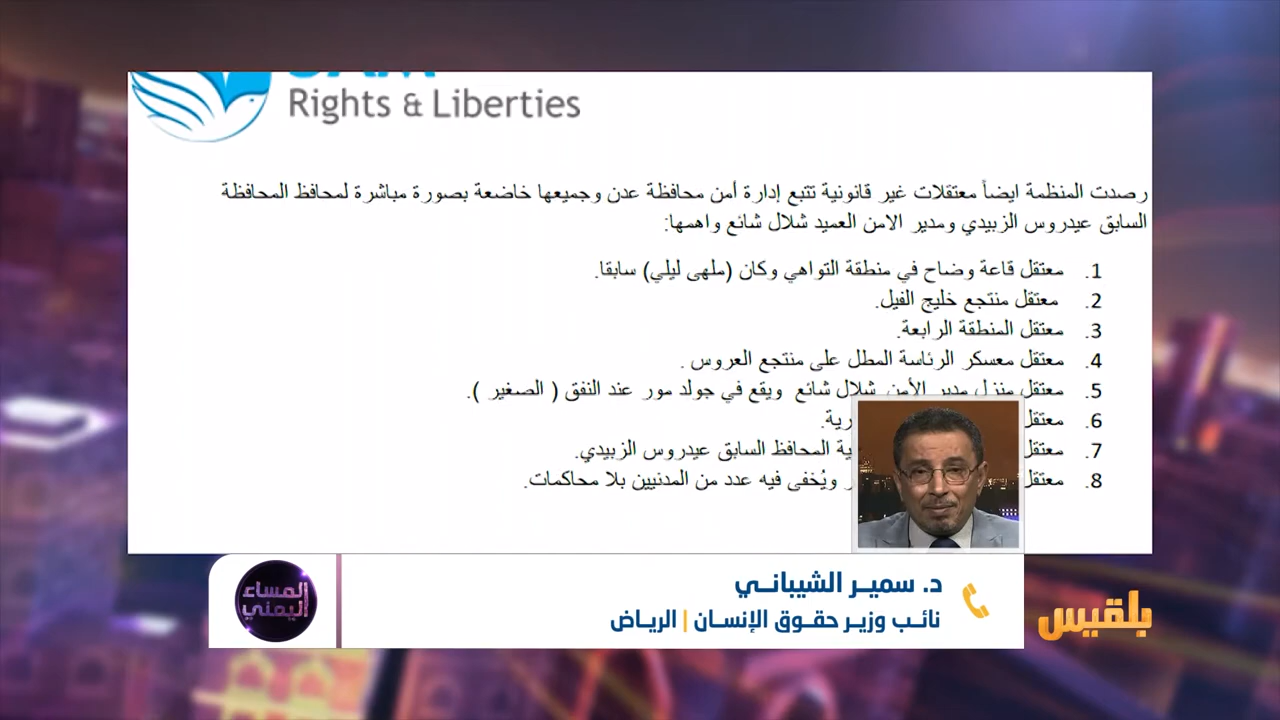 Rights & Liberties
رصدت المنظمة ايضاً معتقلات غير قانونية تتبع إدارة أمن محافظة عدن وجميعها خاضعة بصورة مباشرة لمحافظ المحافظة
السابق عيدروس الزبيدي ومدير الامن العميد شلال شائع واهمها:
1. معتقل قاعة وضاح في منطقة التواهي وكان (ملهى ليلي) سابقا.
2. معتقل منتجع خليج الفيل.
3. معتقل المنطقة الرابعة.
4. معتقل معسكر الرئاسة المطل على منتجع العروس .
5. معتقل منزل مدير الأمن شلال شائع ويقع في جولد مور عند النفق ( الصغير ).
6. معتقل
7. معتقل المحافظ السابق عيدروس الزبيدي.
8. معتقل ويُخفى فيه عدد من المدنيين بلا محاكمات.
د. سمير الشيباني
نائب وزير حقوق الإنسان | الرياض
المساء
اليمني
بلقيس